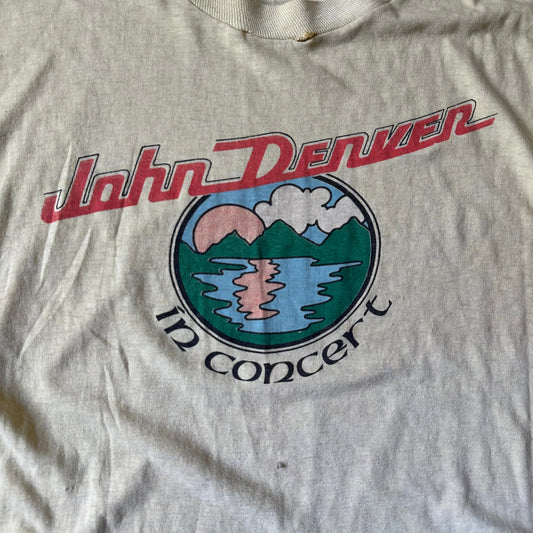 John Denver
in concert